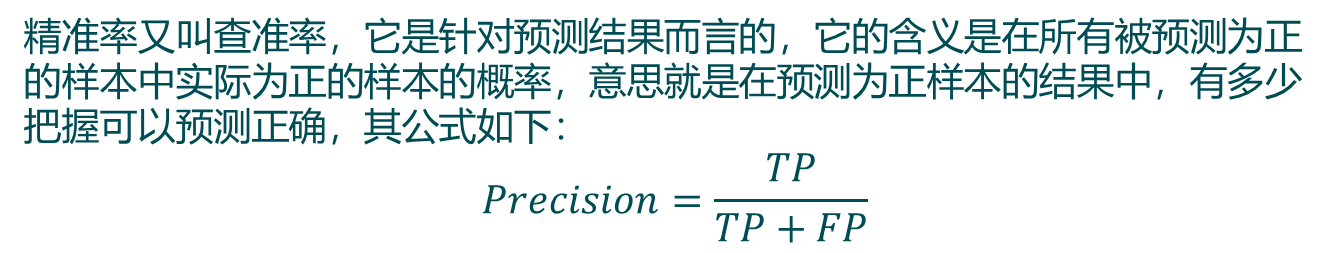 精准率又叫查准率，它是针对预测结果而言的，它的含义是在所有被预测为正
的样本中实际为正的样本的概率，意思就是在预测为正样本的结果中，有多少
把握可以预测正确，其公式如下：
Precision = TP / (TP + FP)